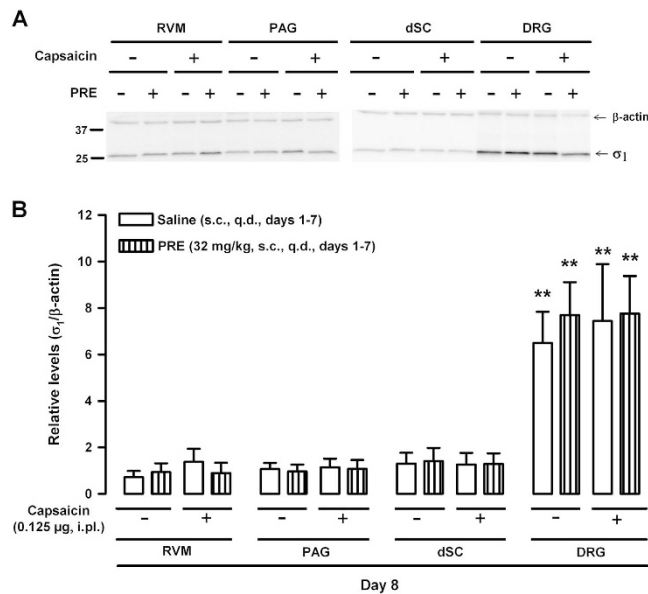 A
RVM PAG dSC DRG
Capsaicin - + - + - + - +
PRE - + - + - + - + - + - + - + - +
← β-actin
37
25
← σ1
B
Saline (s.c., q.d., days 1-7)
PRE (32 mg/kg, s.c., q.d., days 1-7)
Relative levels (σ1/β-actin)
14
12
10
8
6
4
2
0
** ** ** **
Capsaicin - + - + - + - +
(0.125 µg, i.pl.)
RVM PAG dSC DRG
Day 8